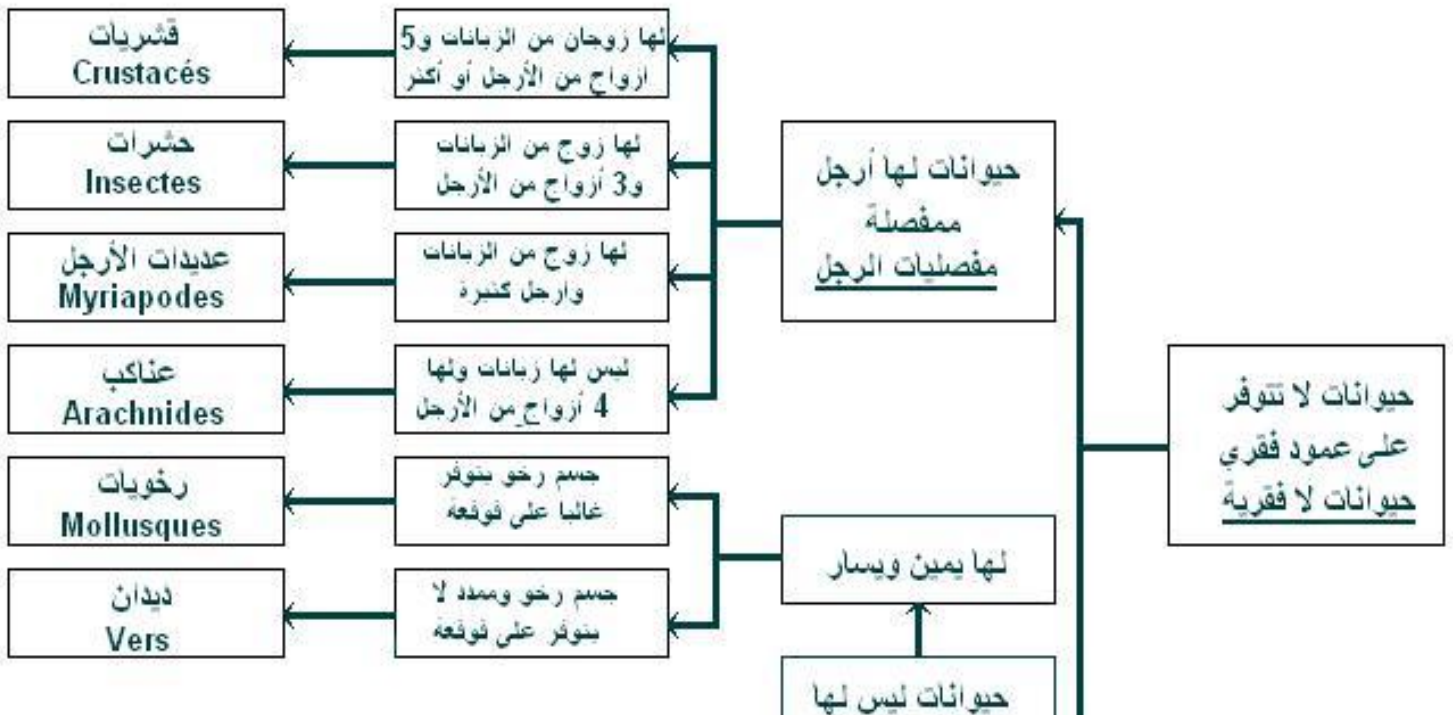 حيوانات لا تتوفر
على عمود فقري
حيوانات لا فقرية
حيوانات لها أرجل
ممفصلة
مفصليات الرجل
لها زوجان من الزبانات و5
ازواج من الأرجل أو أكثر
قشريات
Crustacés
لها زوج من الزبانات
و3 أزواج من الأرجل
حشرات
Insectes
لها زوج من الزبانات
وارجل كثيرة
عديدات الأرجل
Myriapodes
ليس لها زبانات ولها
4 أزواج من الأرجل
عناكب
Arachnides
حيوانات ليس لها
لها يمين ويسار
جسم رخو يتوفر
غالبا على قوقعة
رخويات
Mollusques
جسم رخو وممدد لا
يتوفر على قوقعة
ديدان
Vers